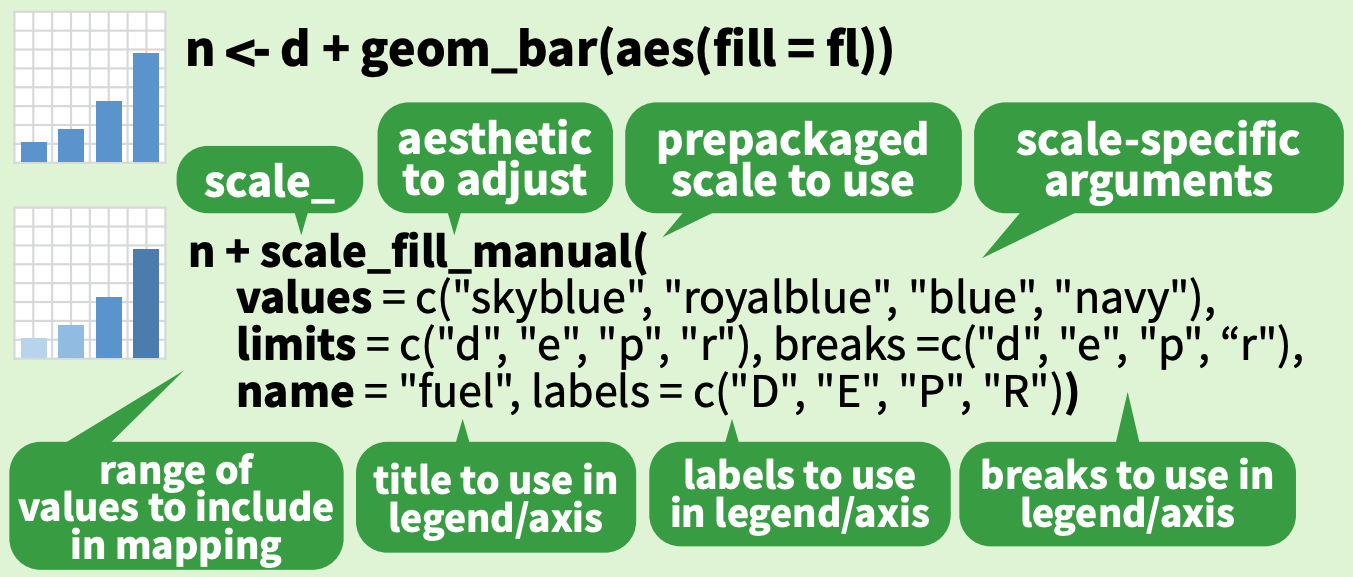 n <- d + geom_bar(aes(fill = fl))
scale_
aesthetic
to adjust
prepackaged
scale to use
scale-specific
arguments
n + scale_fill_manual(
values = c("skyblue", "royalblue", "blue", "navy"),
limits = c("d", "e", "p", "r"), breaks =c("d", "e", "p", “r"),
name = "fuel", labels = c("D", "E", "P", "R"))
range of
values to include
in mapping
title to use in
legend/axis
labels to use
in legend/axis
breaks to use in
legend/axis